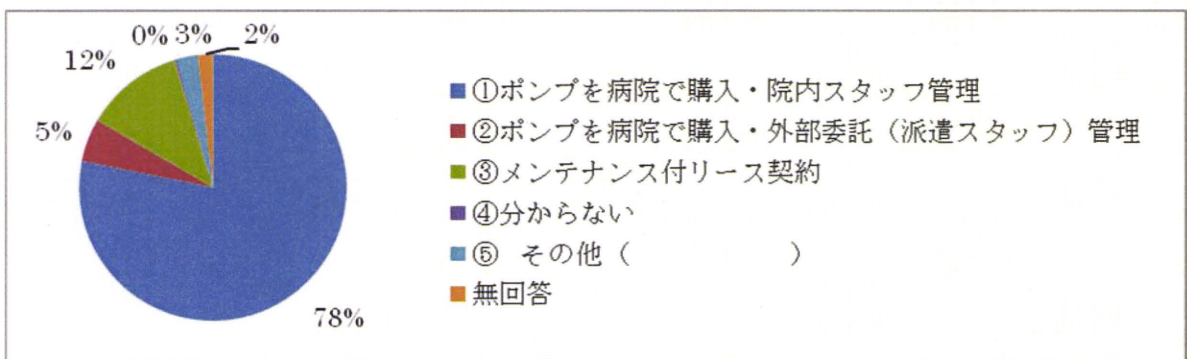 0% 3% 2%
12%
5%
78%
①ポンプを病院で購入・院内スタッフ管理
②ポンプを病院で購入・外部委託（派遣スタッフ）管理
③メンテナンス付リース契約
④分からない
⑤ その他（　　　　　　）
無回答